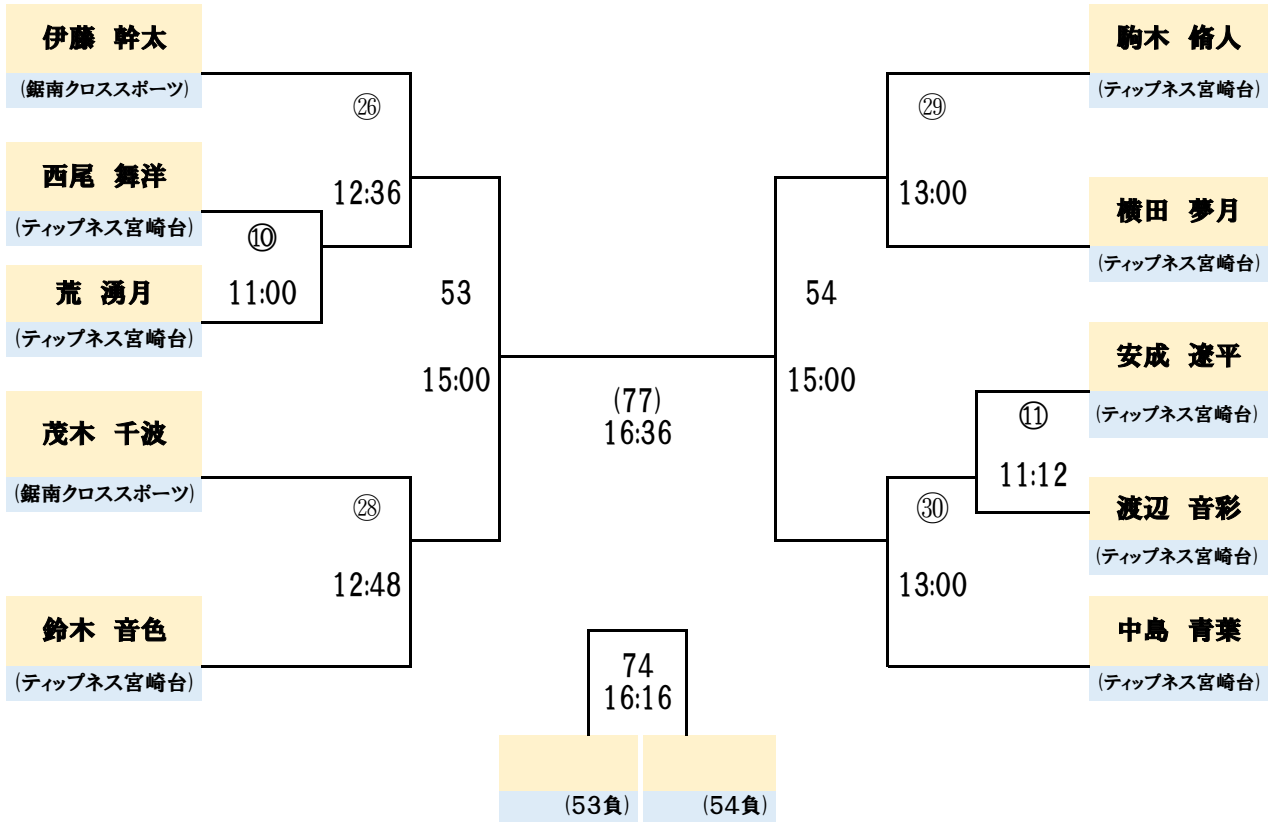 伊藤 幹太
(鋸南クロススポーツ)
㉖
西尾 舞洋
(ティップネス宮崎台)
12:36
⑩
荒 湧月
(ティップネス宮崎台)
11:00
53
15:00
茂木 千波
(鋸南クロススポーツ)
㉘
12:48
鈴木 音色
(ティップネス宮崎台)
(77)
16:36
74
16:16
(53負)
(54負)
駒木 脩人
(ティップネス宮崎台)
㉙
13:00
横田 夢月
(ティップネス宮崎台)
54
15:00
安成 遼平
(ティップネス宮崎台)
⑪
11:12
渡辺 音彩
(ティップネス宮崎台)
㉚
13:00
中島 青葉
(ティップネス宮崎台)